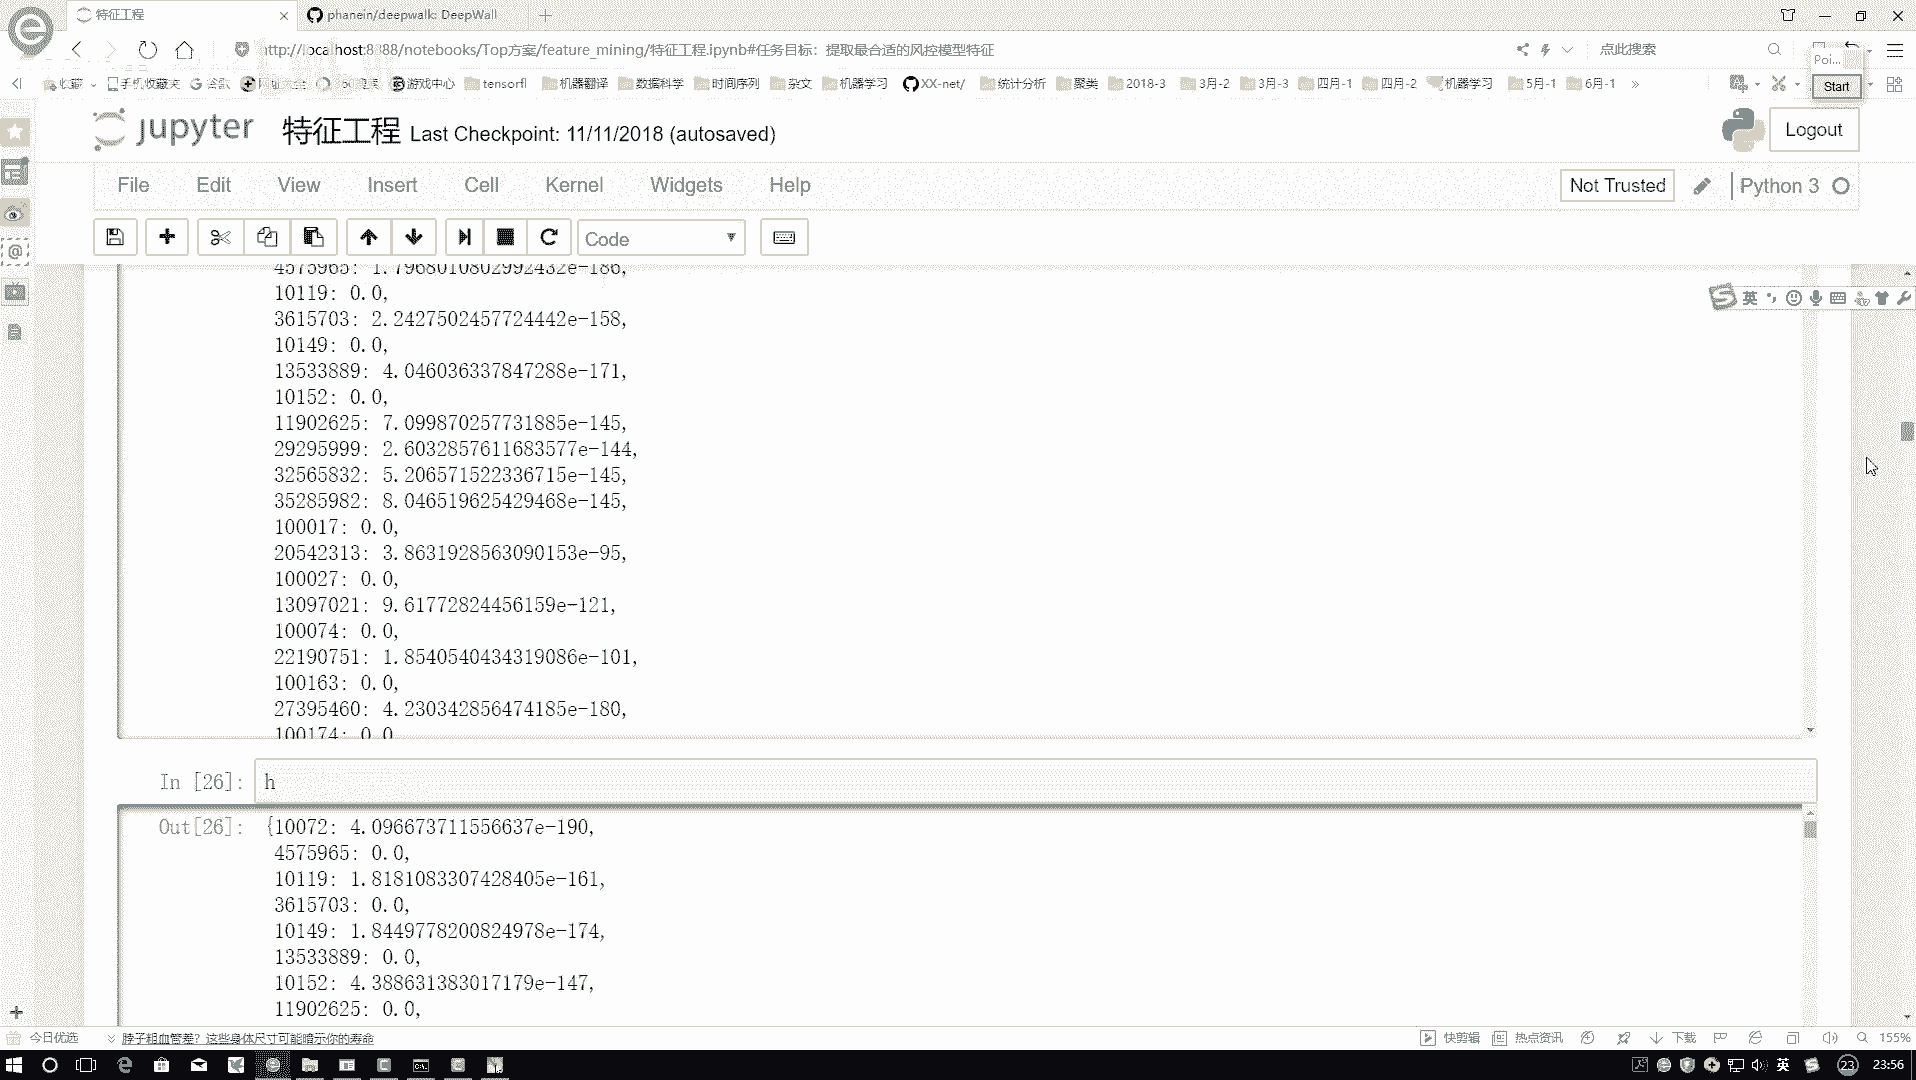 特征工程
phanein/deepwalk: DeepWall
http://localhost:8888/notebooks/Top方案/feature_mining/特征工程.ipynb#任务目标：提取最合适的风控模型特征
点此搜索
Poi...
Start
收藏
手机收藏夹
谷歌
游戏中心
tensorfl
机器翻译
数据科学
时间序列
杂文
机器学习
XX-net/
统计分析
聚类
2018-3
3月-2
3月-3
四月-1
四月-2
机器学习
5月-1
6月-1
»
jupyter
特征工程 Last Checkpoint: 11/11/2018 (autosaved)
Logout
File Edit View Insert Cell Kernel Widgets Help
Not Trusted
Python 3
Code
英
4575965: 1.7968010802992432e-186,
10119: 0.0,
3615703: 2.2427502457724442e-158,
10149: 0.0,
13533889: 4.046036337847288e-171,
10152: 0.0,
11902625: 7.099870257731885e-145,
29295999: 2.6032857611683577e-144,
32565832: 5.206571522336715e-145,
35285982: 8.046519625429468e-145,
100017: 0.0,
20542313: 3.8631928563090153e-95,
100027: 0.0,
13097021: 9.61772824456159e-121,
100074: 0.0,
22190751: 1.8540540434319086e-101,
100163: 0.0,
27395460: 4.230342856474185e-180,
100174: 0.0
In [26]: h
Out[26]: {10072: 4.096673711556637e-190,
4575965: 0.0,
10119: 1.8181083307428405e-161,
3615703: 0.0,
10149: 1.8449778200824978e-174,
13533889: 0.0,
10152: 4.388631383017179e-147,
11902625: 0.0,
今日优选
脖子粗血管差？这些身体尺寸可能暗示你的寿命
快剪辑
热点资讯
下载
155%
英
23
23:56